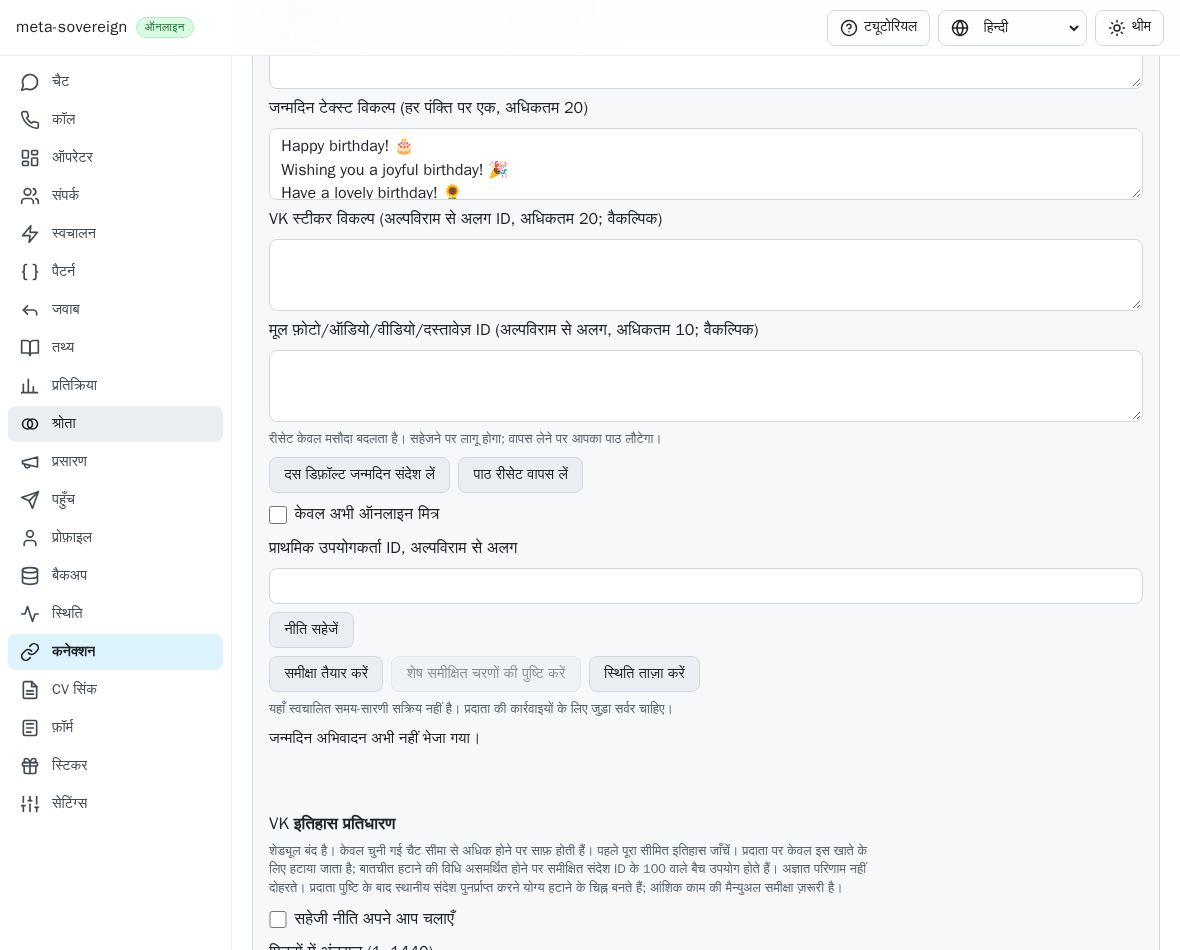 meta-sovereign
ऑनलाइन
ट्यूटोरियल
हिन्दी
थीम
चैट
कॉल
ऑपरेटर
संपर्क
स्वचालन
पैटर्न
जवाब
तथ्य
प्रतिक्रिया
श्रोता
प्रसारण
पहुँच
प्रोफ़ाइल
बैकअप
स्थिति
कनेक्शन
CV सिंक
फ़ॉर्म
स्टिकर
सेटिंग्स
जन्मदिन टेक्स्ट विकल्प (हर पंक्ति पर एक, अधिकतम 20)
Happy birthday! 🎂
Wishing you a joyful birthday! 🎉
Have a lovely birthday! 🌻
VK स्टीकर विकल्प (अल्पविराम से अलग ID, अधिकतम 20; वैकल्पिक)
मूल फ़ोटो/ऑडियो/वीडियो/दस्तावेज़ ID (अल्पविराम से अलग, अधिकतम 10; वैकल्पिक)
रीसेट केवल मसौदा बदलता है। सहेजने पर लागू होगा; वापस लेने पर आपका पाठ लौटेगा।
दस डिफ़ॉल्ट जन्मदिन संदेश लें
पाठ रीसेट वापस लें
केवल अभी ऑनलाइन मित्र
प्राथमिक उपयोगकर्ता ID, अल्पविराम से अलग
नीति सहेजें
समीक्षा तैयार करें
शेष समीक्षित चरणों की पुष्टि करें
स्थिति ताज़ा करें
यहाँ स्वचालित समय-सारणी सक्रिय नहीं है। प्रदाता की कार्रवाइयों के लिए जुड़ा सर्वर चाहिए।
जन्मदिन अभिवादन अभी नहीं भेजा गया।
VK इतिहास प्रतिधारण
शेड्यूल बंद है। केवल चुनी गई चैट सीमा से अधिक होने पर साफ़ होती हैं। पहले पूरा सीमित इतिहास जाँचें। प्रदाता पर केवल इस खाते के
लिए हटाया जाता है; बातचीत हटाने की विधि असमर्थित होने पर समीक्षित संदेश ID के 100 वाले बैच उपयोग होते हैं। अज्ञात परिणाम नहीं
दोहराते। प्रदाता पुष्टि के बाद स्थानीय संदेश पुनर्प्राप्त करने योग्य हटाने के चिह्न बनते हैं; आंशिक काम की मैन्युअल समीक्षा ज़रूरी है।
सहेजी नीति अपने आप चलाएँ